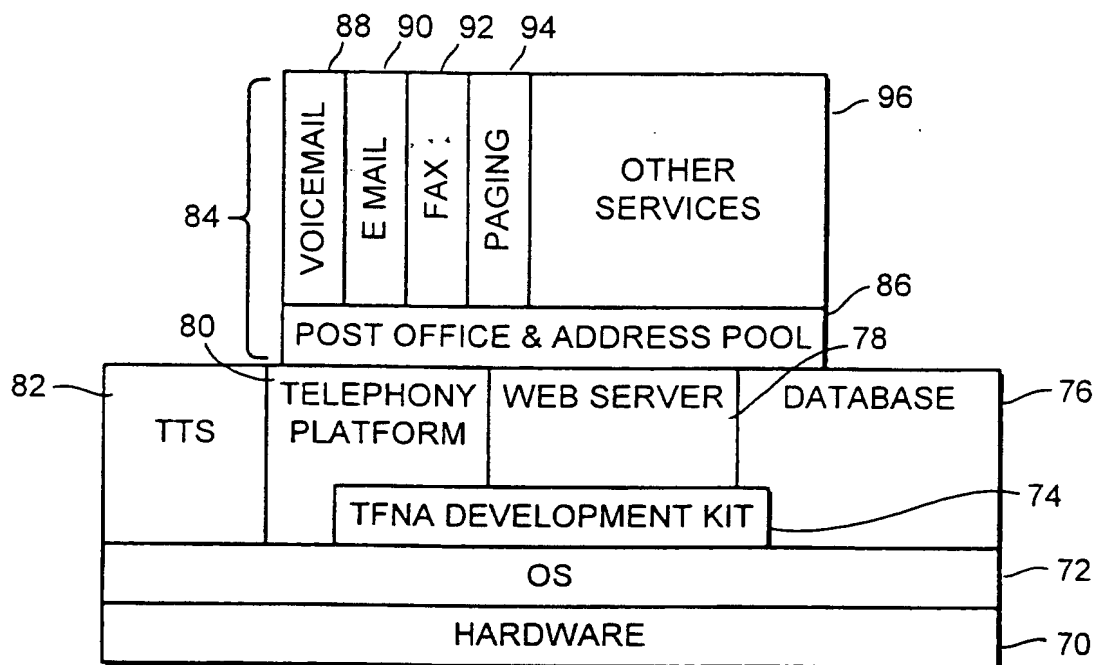 88 90 92 94
96
84
VOICEMAIL
E MAIL
FAX :
PAGING
OTHER
SERVICES
86
POST OFFICE & ADDRESS POOL
80
78
82
76
TTS
TELEPHONY
PLATFORM
WEB SERVER
DATABASE
74
TFNA DEVELOPMENT KIT
OS
72
HARDWARE
70